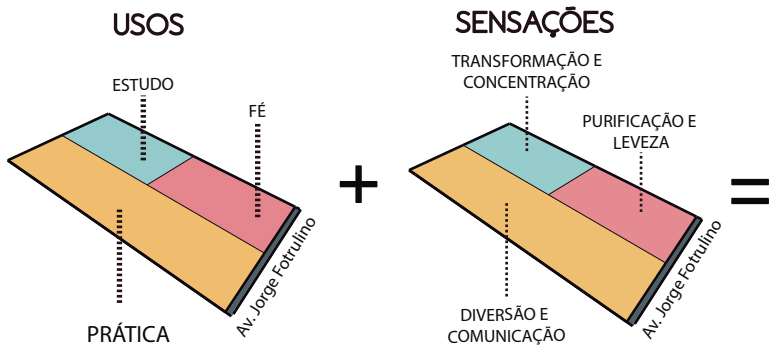 USOS
ESTUDO
FÉ
PRÁTICA
Av. Jorge Fotrulino
+
SENSAÇÕES
TRANSFORMAÇÃO E
CONCENTRAÇÃO
PURIFICAÇÃO E
LEVEZA
DIVERSÃO E
COMUNICAÇÃO
Av. Jorge Fotrulino
=